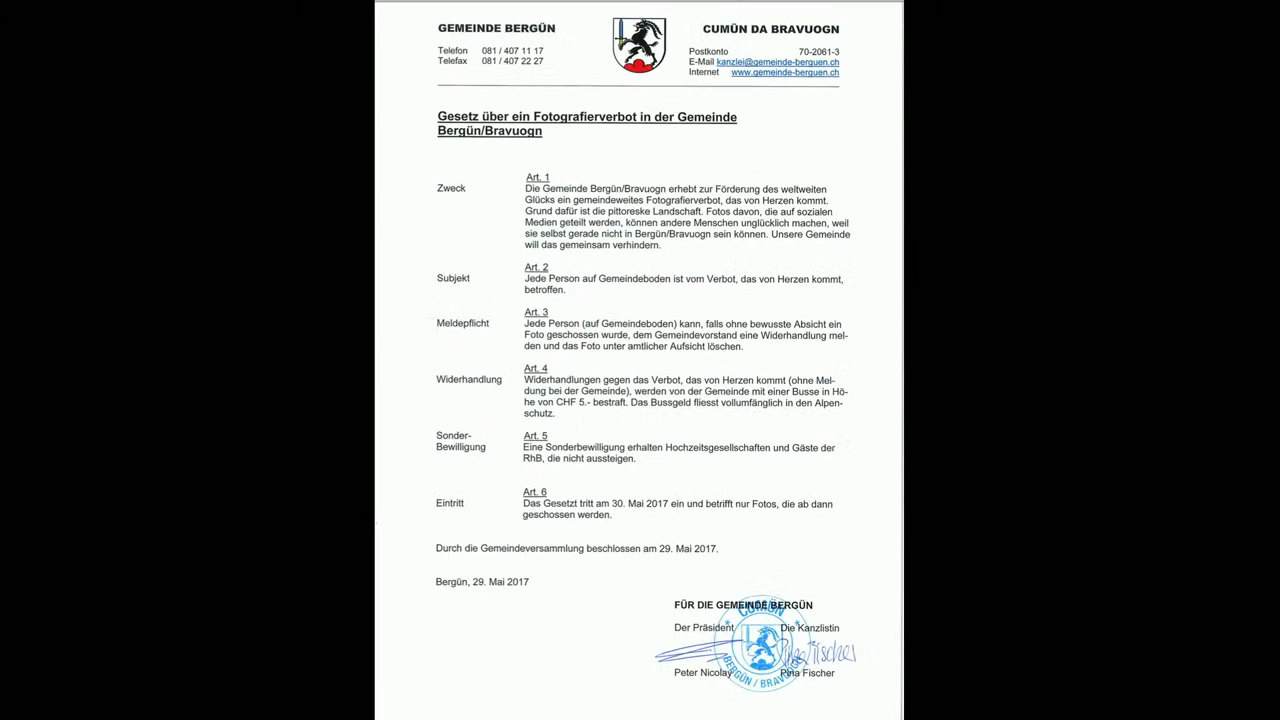 GEMEINDE BERGÜN
CUMÜN DA BRAVUOGN
Telefon 081 / 407 11 17
Telefax 081 / 407 22 27
Postkonto 70-2061-3
E-Mail kanzlei@gemeinde-berguen.ch
Internet www.gemeinde-berguen.ch
Gesetz über ein Fotografierverbot in der Gemeinde
Bergün/Bravuogn
Art. 1
Zweck Die Gemeinde Bergün/Bravuogn erhebt zur Förderung des weltweiten
Glücks ein gemeindeweites Fotografierverbot, das von Herzen kommt.
Grund dafür ist die pittoreske Landschaft. Fotos davon, die auf sozialen
Medien geteilt werden, können andere Menschen unglücklich machen, weil
sie selbst gerade nicht in Bergün/Bravuogn sein können. Unsere Gemeinde
will das gemeinsam verhindern.
Art. 2
Subjekt Jede Person auf Gemeindeboden ist vom Verbot, das von Herzen kommt,
betroffen.
Art. 3
Meldepflicht Jede Person (auf Gemeindeboden) kann, falls ohne bewusste Absicht ein
Foto geschossen wurde, dem Gemeindevorstand eine Widerhandlung mel-
den und das Foto unter amtlicher Aufsicht löschen.
Art. 4
Widerhandlung Widerhandlungen gegen das Verbot, das von Herzen kommt (ohne Mel-
dung bei der Gemeinde), werden von der Gemeinde mit einer Busse in Hö-
he von CHF 5.- bestraft. Das Bussgeld fliesst vollumfänglich in den Alpen-
schutz.
Sonder- Art. 5
Bewilligung Eine Sonderbewilligung erhalten Hochzeitsgesellschaften und Gäste der
RhB, die nicht aussteigen.
Art. 6
Eintritt Das Gesetzt tritt am 30. Mai 2017 ein und betrifft nur Fotos, die ab dann
geschossen werden.
Durch die Gemeindeversammlung beschlossen am 29. Mai 2017.
Bergün, 29. Mai 2017
FÜR DIE GEMEINDE BERGÜN
CUMÜN
Der Präsident Die Kanzlistin
Pina Fischer
BERGÜN / BRAVUOGN
Peter Nicolay Pina Fischer